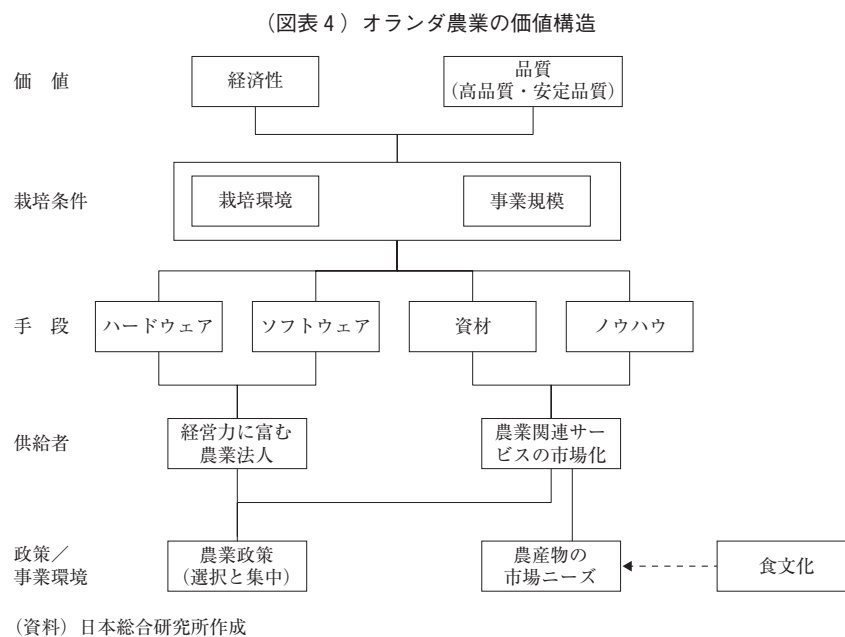 （図表４）オランダ農業の価値構造
価　値
経済性
品質
（高品質・安定品質）
栽培条件
栽培環境
事業規模
手　段
ハードウェア
ソフトウェア
資材
ノウハウ
供給者
経営力に富む
農業法人
農業関連サー
ビスの市場化
政策／
事業環境
農業政策
（選択と集中）
農産物の
市場ニーズ
食文化
（資料）日本総合研究所作成